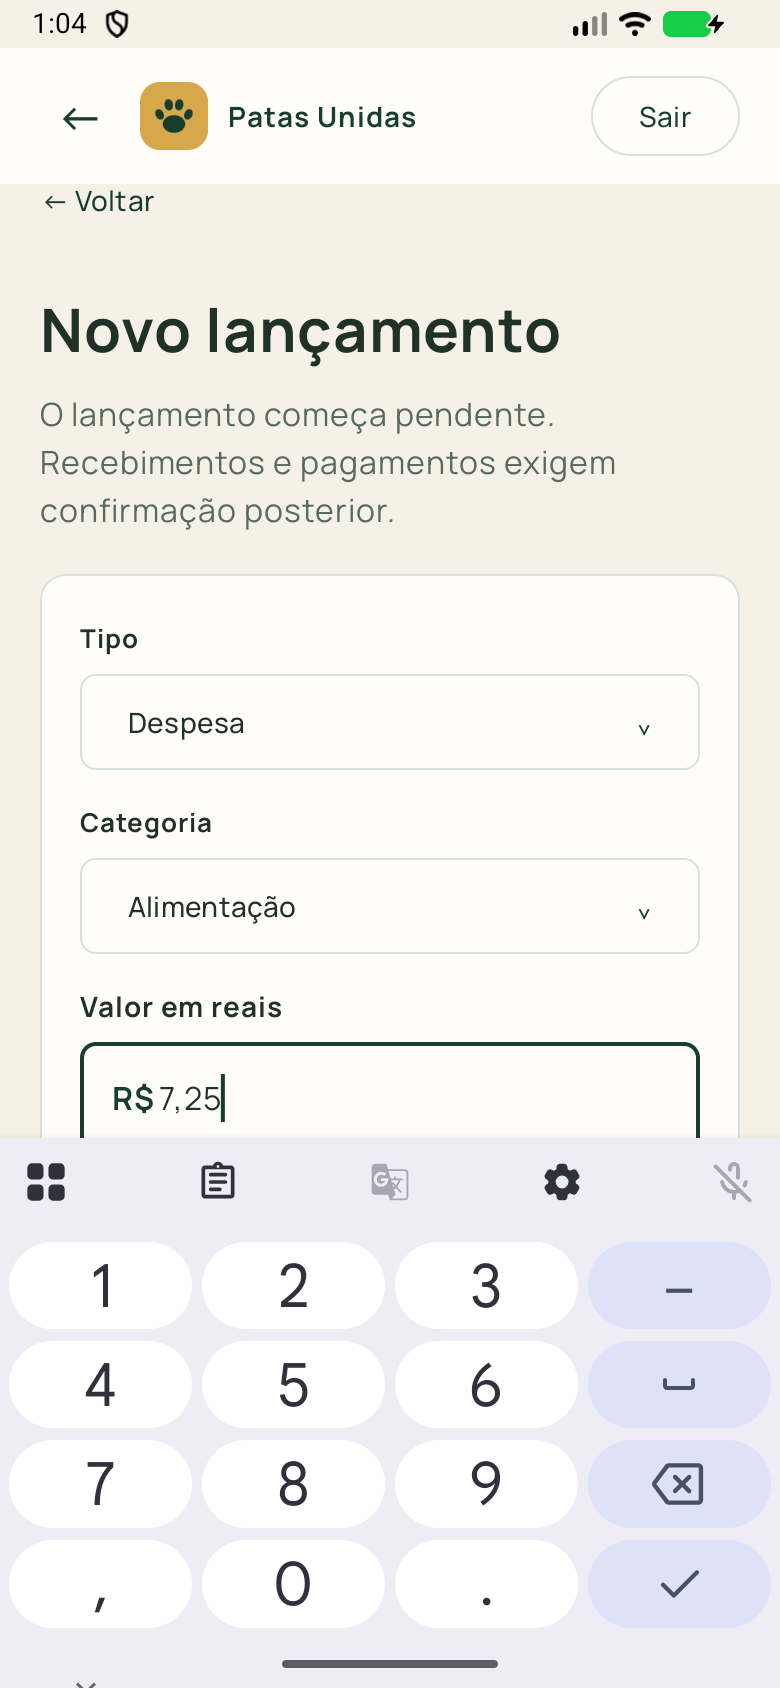 1:04
Patas Unidas
Sair
← Voltar
Novo lançamento
O lançamento começa pendente.
Recebimentos e pagamentos exigem
confirmação posterior.
Tipo
Despesa
v
Categoria
Alimentação
v
Valor em reais
R$ 7,25
1 2 3 –
4 5 6
7 8 9
, 0 .